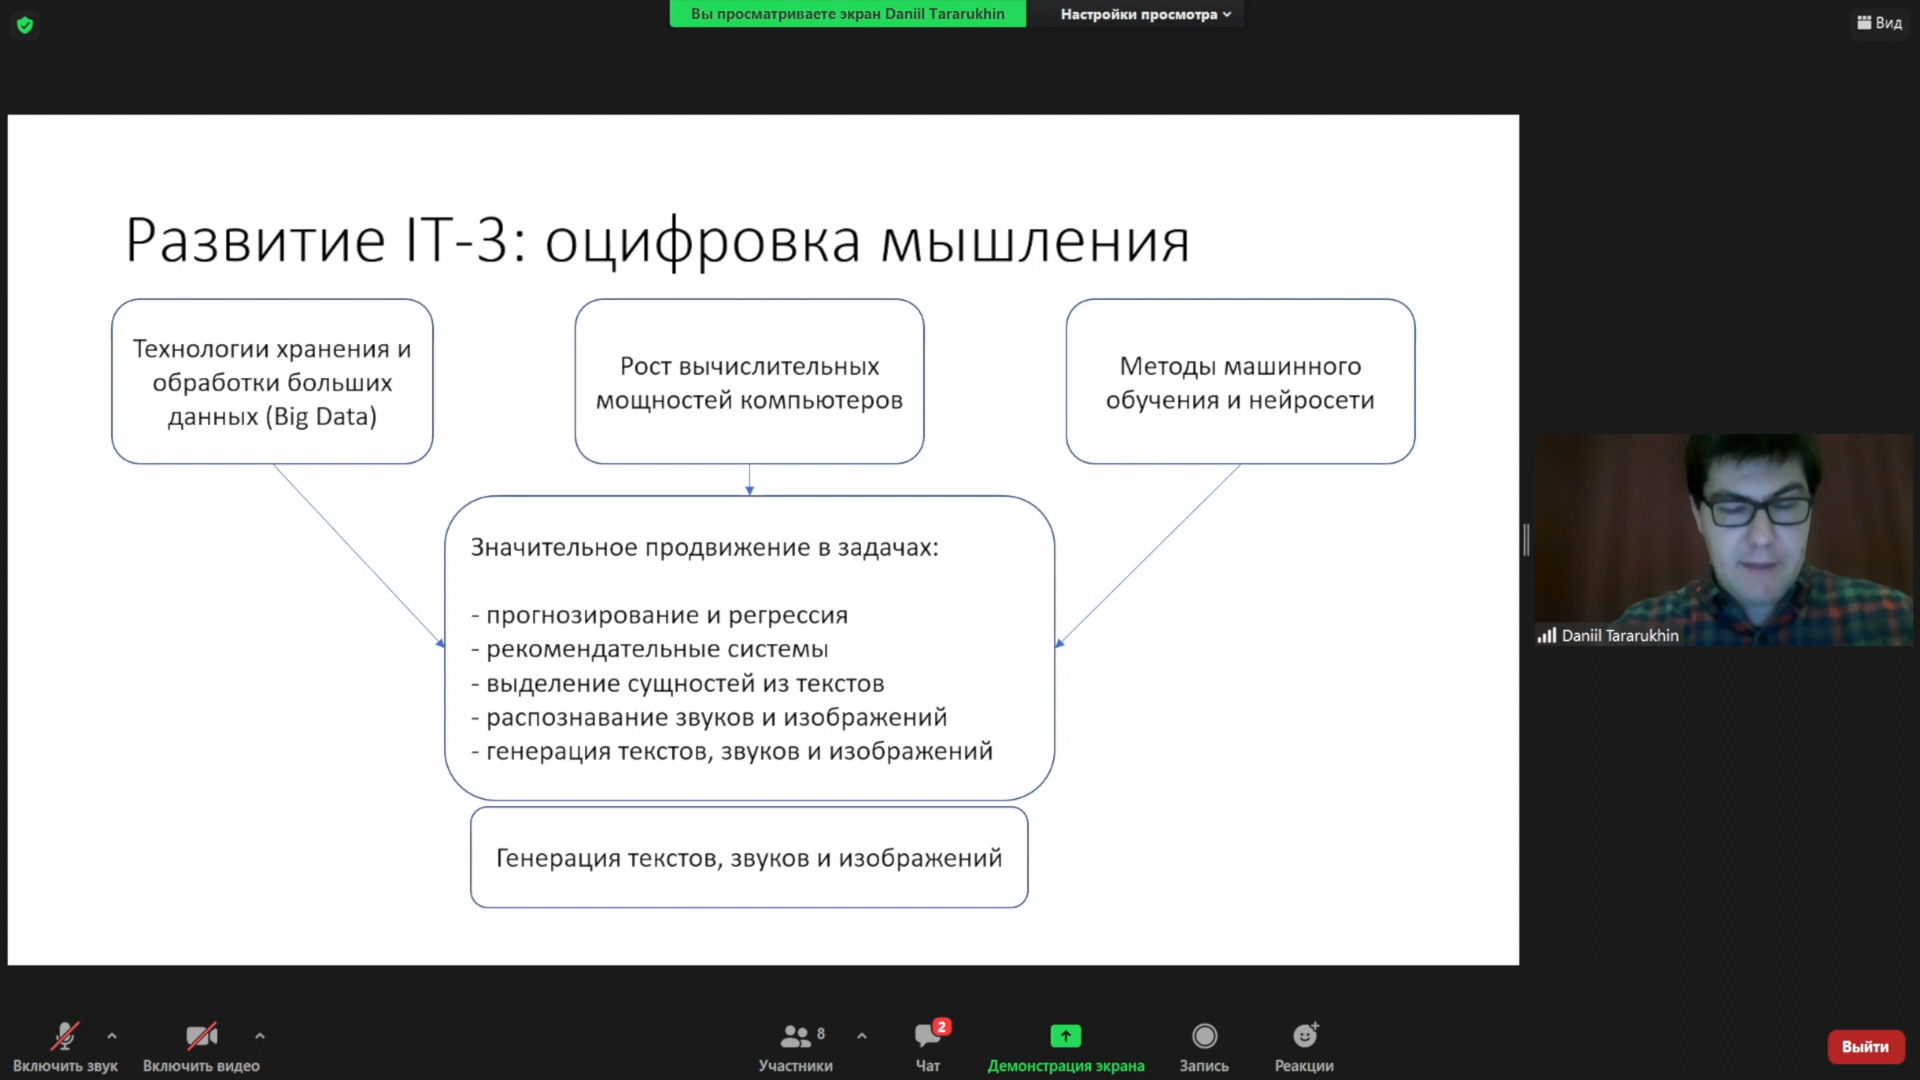 Вы просматриваете экран Daniil Tararukhin
Настройки просмотра
Вид
Развитие IT-3: оцифровка мышления
Технологии хранения и
обработки больших
данных (Big Data)
Рост вычислительных
мощностей компьютеров
Методы машинного
обучения и нейросети
Значительное продвижение в задачах:
- прогнозирование и регрессия
- рекомендательные системы
- выделение сущностей из текстов
- распознавание звуков и изображений
- генерация текстов, звуков и изображений
Генерация текстов, звуков и изображений
Daniil Tararukhin
Включить звук
Включить видео
8
Участники
2
Чат
Демонстрация экрана
Запись
Реакции
Выйти